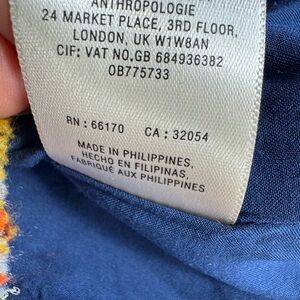 ANTHROPOLOGIE
24 MARKET PLACE, 3RD FLOOR,
LONDON, UK W1W8AN
CIF: VAT NO.GB 684936382
OB775733
RN : 66170 CA : 32054
MADE IN PHILIPPINES,
HECHO EN FILIPINAS,
FABRIQUÉ AUX PHILIPPINES